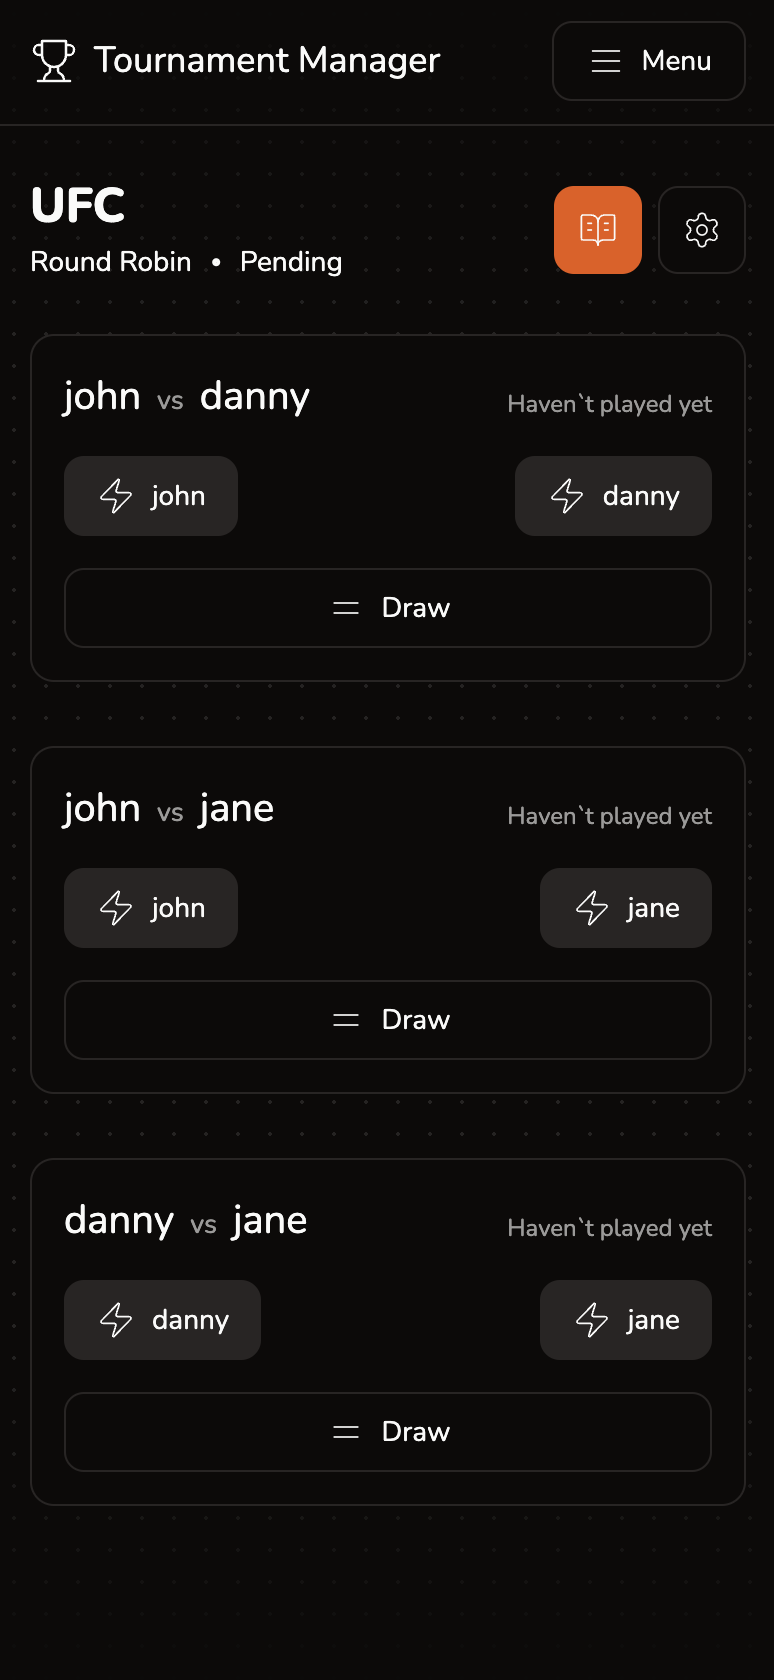 Tournament Manager
Menu
UFC
Round Robin • Pending
john vs danny
Haven`t played yet
john
danny
Draw
john vs jane
Haven`t played yet
john
jane
Draw
danny vs jane
Haven`t played yet
danny
jane
Draw